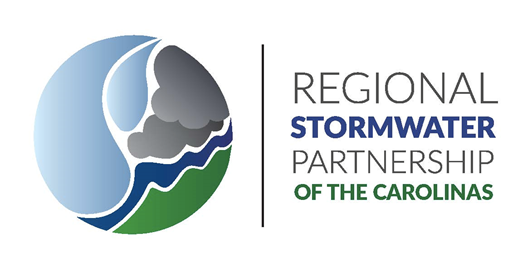 REGIONAL
STORMWATER
PARTNERSHIP
OF THE CAROLINAS